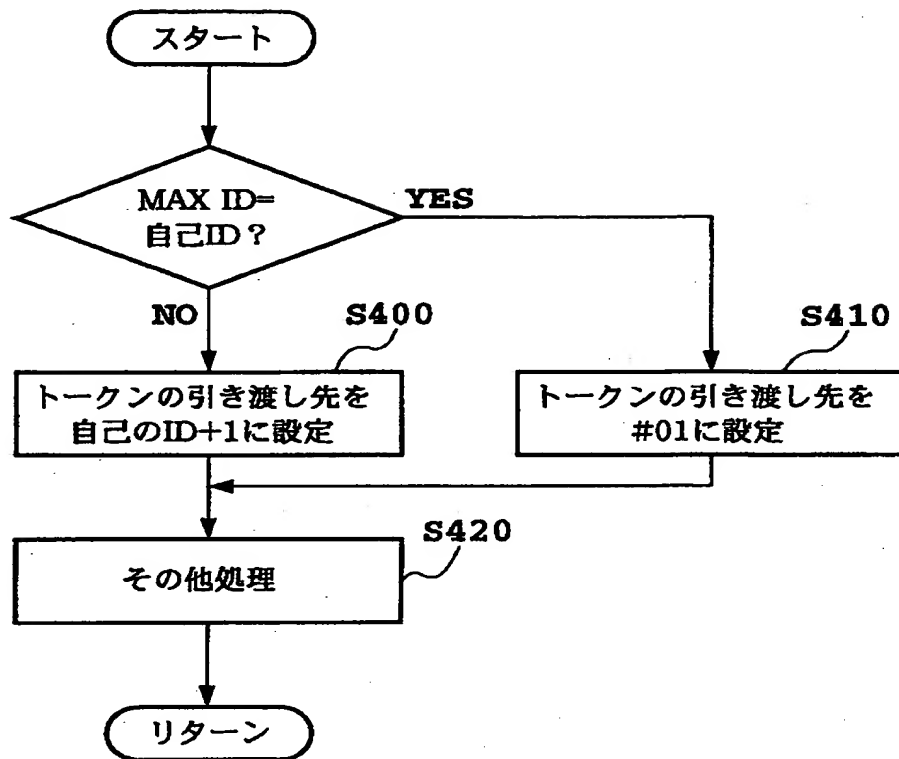 スタート
MAX ID=
自己ID?
YES
NO
S400
S410
トークンの引き渡し先を
自己のID+1に設定
トークンの引き渡し先を
#01に設定
S420
その他処理
リターン